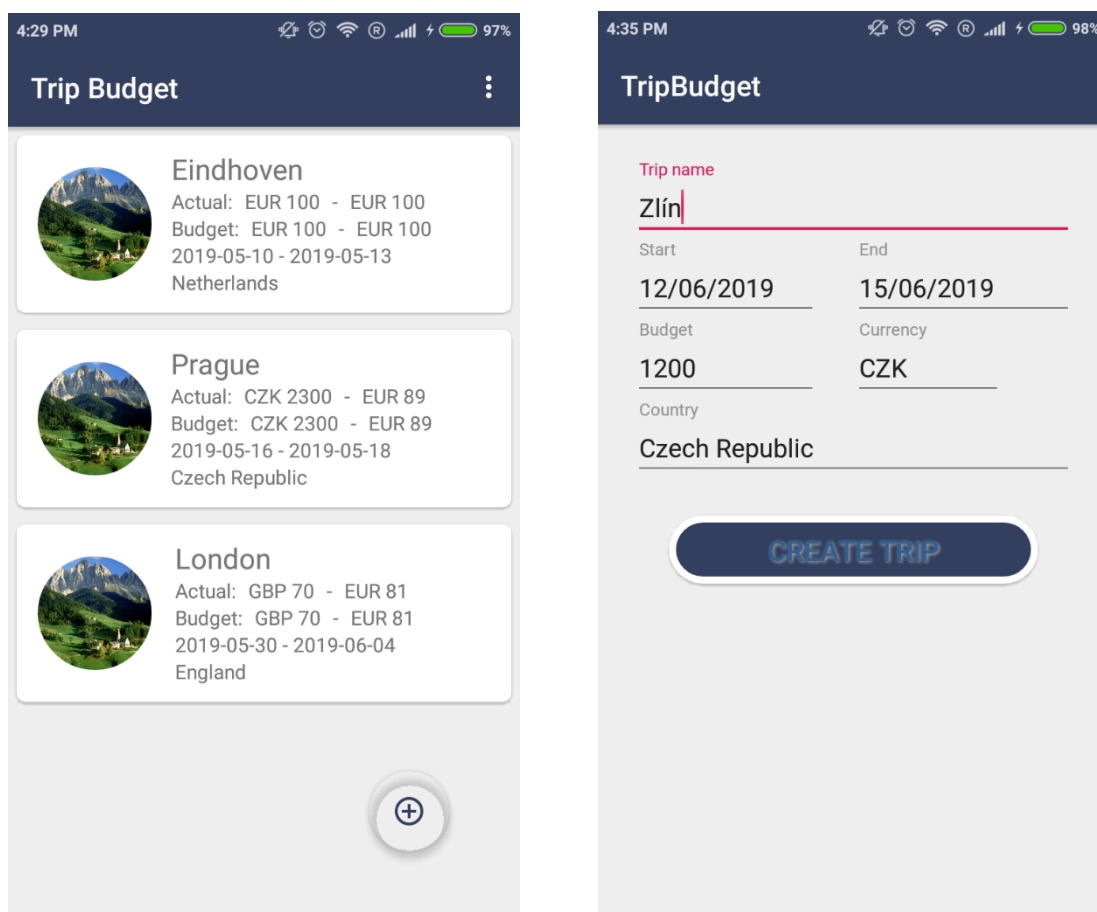 4:29 PM
97%
Trip Budget
Eindhoven
Actual: EUR 100 - EUR 100
Budget: EUR 100 - EUR 100
2019-05-10 - 2019-05-13
Netherlands
Prague
Actual: CZK 2300 - EUR 89
Budget: CZK 2300 - EUR 89
2019-05-16 - 2019-05-18
Czech Republic
London
Actual: GBP 70 - EUR 81
Budget: GBP 70 - EUR 81
2019-05-30 - 2019-06-04
England
4:35 PM
98%
TripBudget
Trip name
Zlín
Start End
12/06/2019 15/06/2019
Budget Currency
1200 CZK
Country
Czech Republic
CREATE TRIP